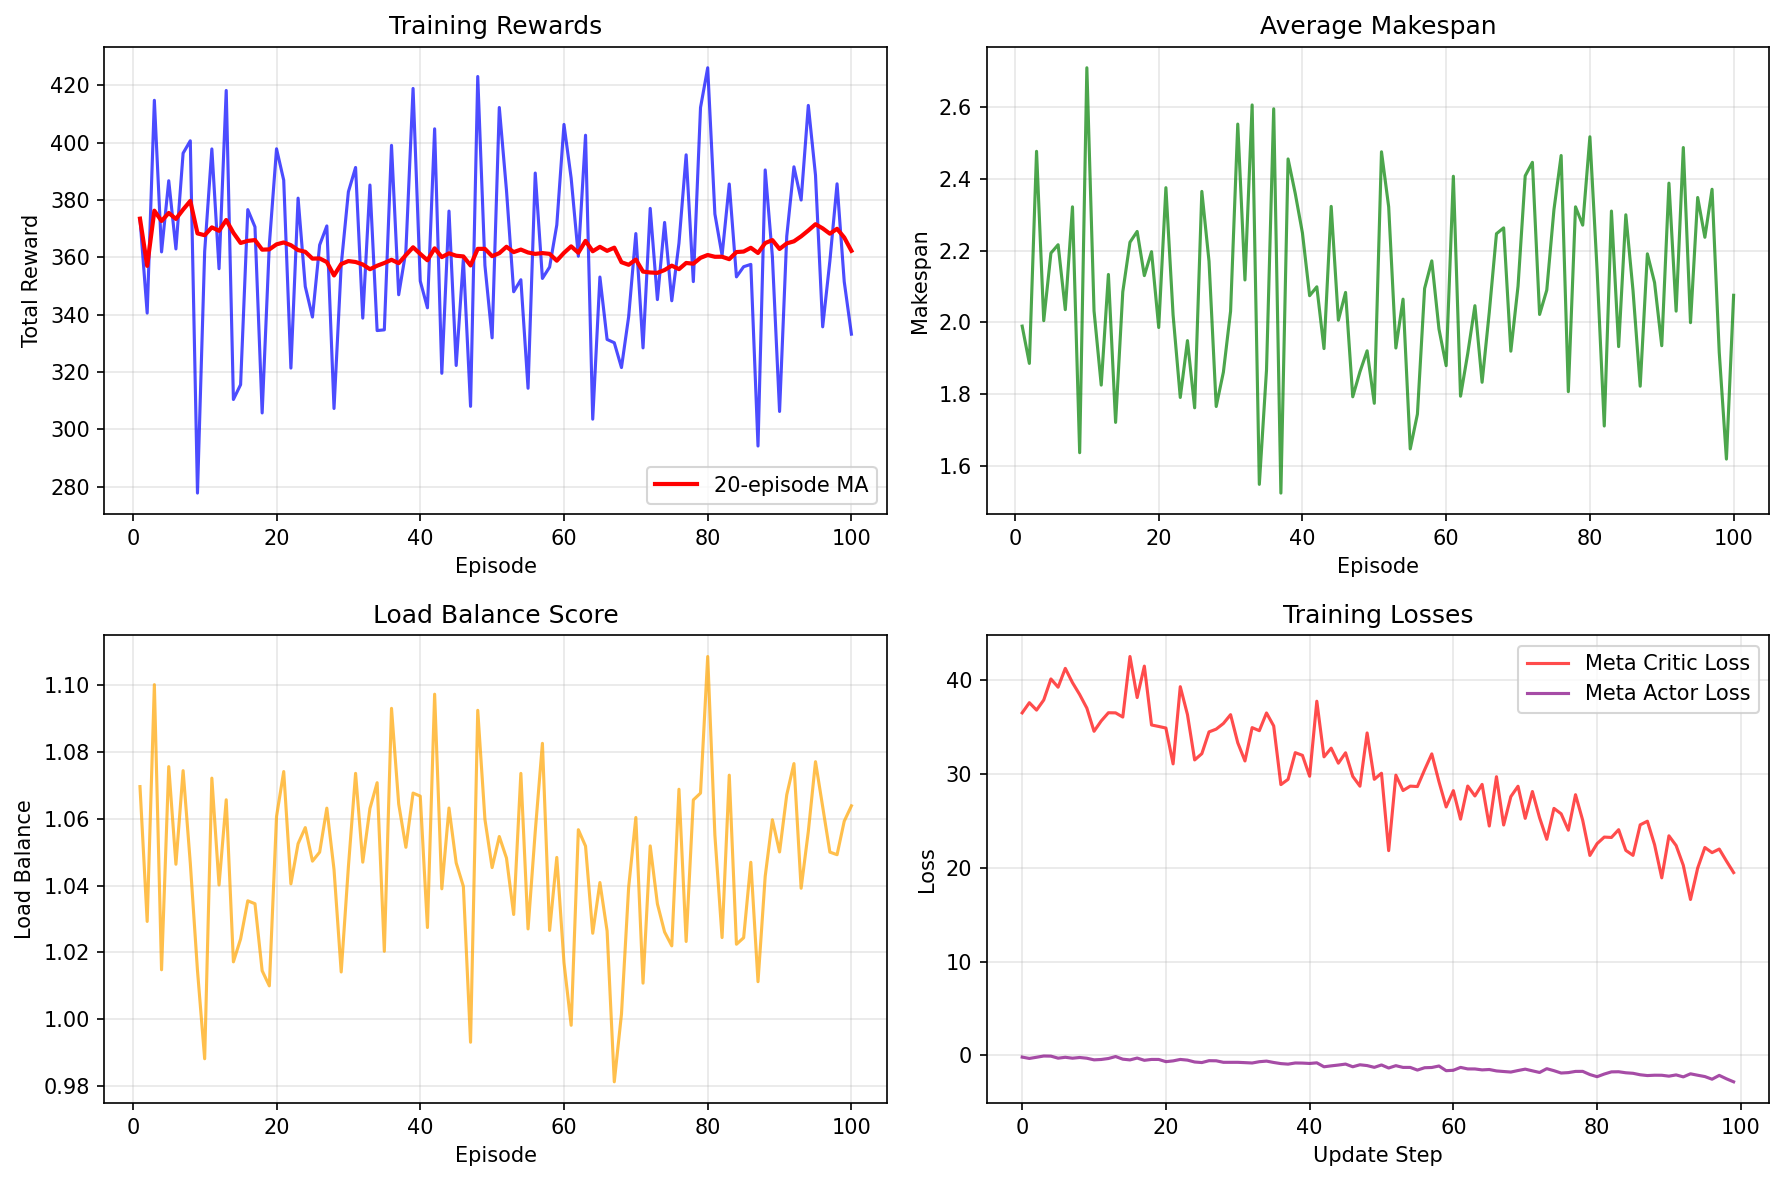 Training Rewards
Total Reward
420
400
380
360
340
320
300
280
20-episode MA
0 20 40 60 80 100
Episode
Average Makespan
Makespan
2.6
2.4
2.2
2.0
1.8
1.6
0 20 40 60 80 100
Episode
Load Balance Score
Load Balance
1.10
1.08
1.06
1.04
1.02
1.00
0.98
0 20 40 60 80 100
Episode
Training Losses
Loss
40
30
20
10
0
Meta Critic Loss
Meta Actor Loss
0 20 40 60 80 100
Update Step